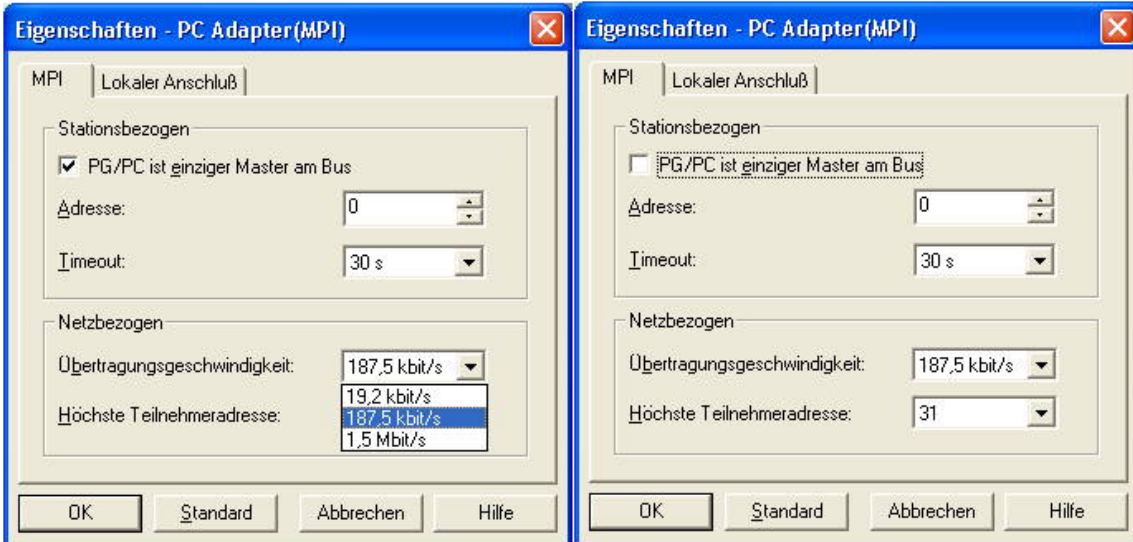 Eigenschaften - PC Adapter(MPI)
MPI
Lokaler Anschluß
Stationsbezogen
PG/PC ist einziger Master am Bus
Adresse:
0
Timeout:
30 s
Netzbezogen
Übertragungsgeschwindigkeit:
187,5 kbit/s
19,2 kbit/s
187,5 kbit/s
1,5 Mbit/s
Höchste Teilnehmeradresse:
OK
Standard
Abbrechen
Hilfe
Eigenschaften - PC Adapter(MPI)
MPI
Lokaler Anschluß
Stationsbezogen
PG/PC ist einziger Master am Bus
Adresse:
0
Timeout:
30 s
Netzbezogen
Übertragungsgeschwindigkeit:
187,5 kbit/s
Höchste Teilnehmeradresse:
31
OK
Standard
Abbrechen
Hilfe